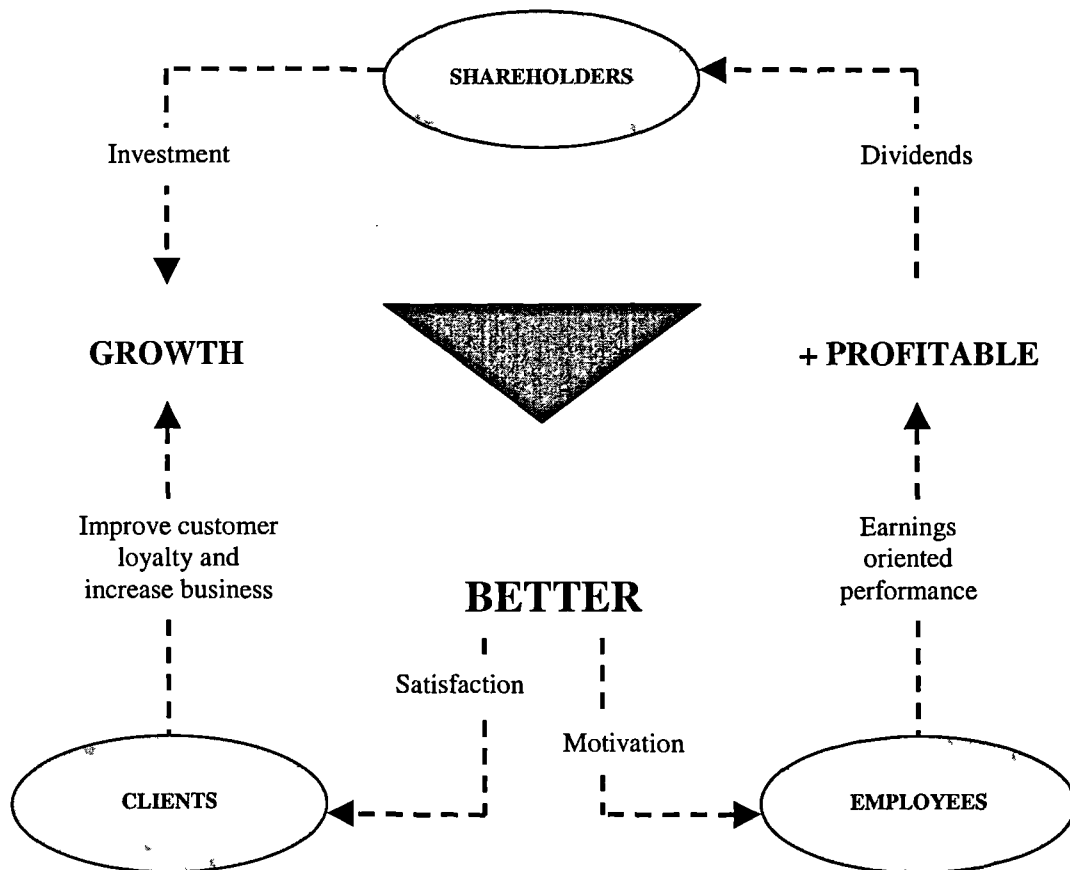 SHAREHOLDERS
Investment
Dividends
GROWTH
+ PROFITABLE
Improve customer
loyalty and
increase business
Earnings
oriented
performance
BETTER
Satisfaction
Motivation
CLIENTS
EMPLOYEES